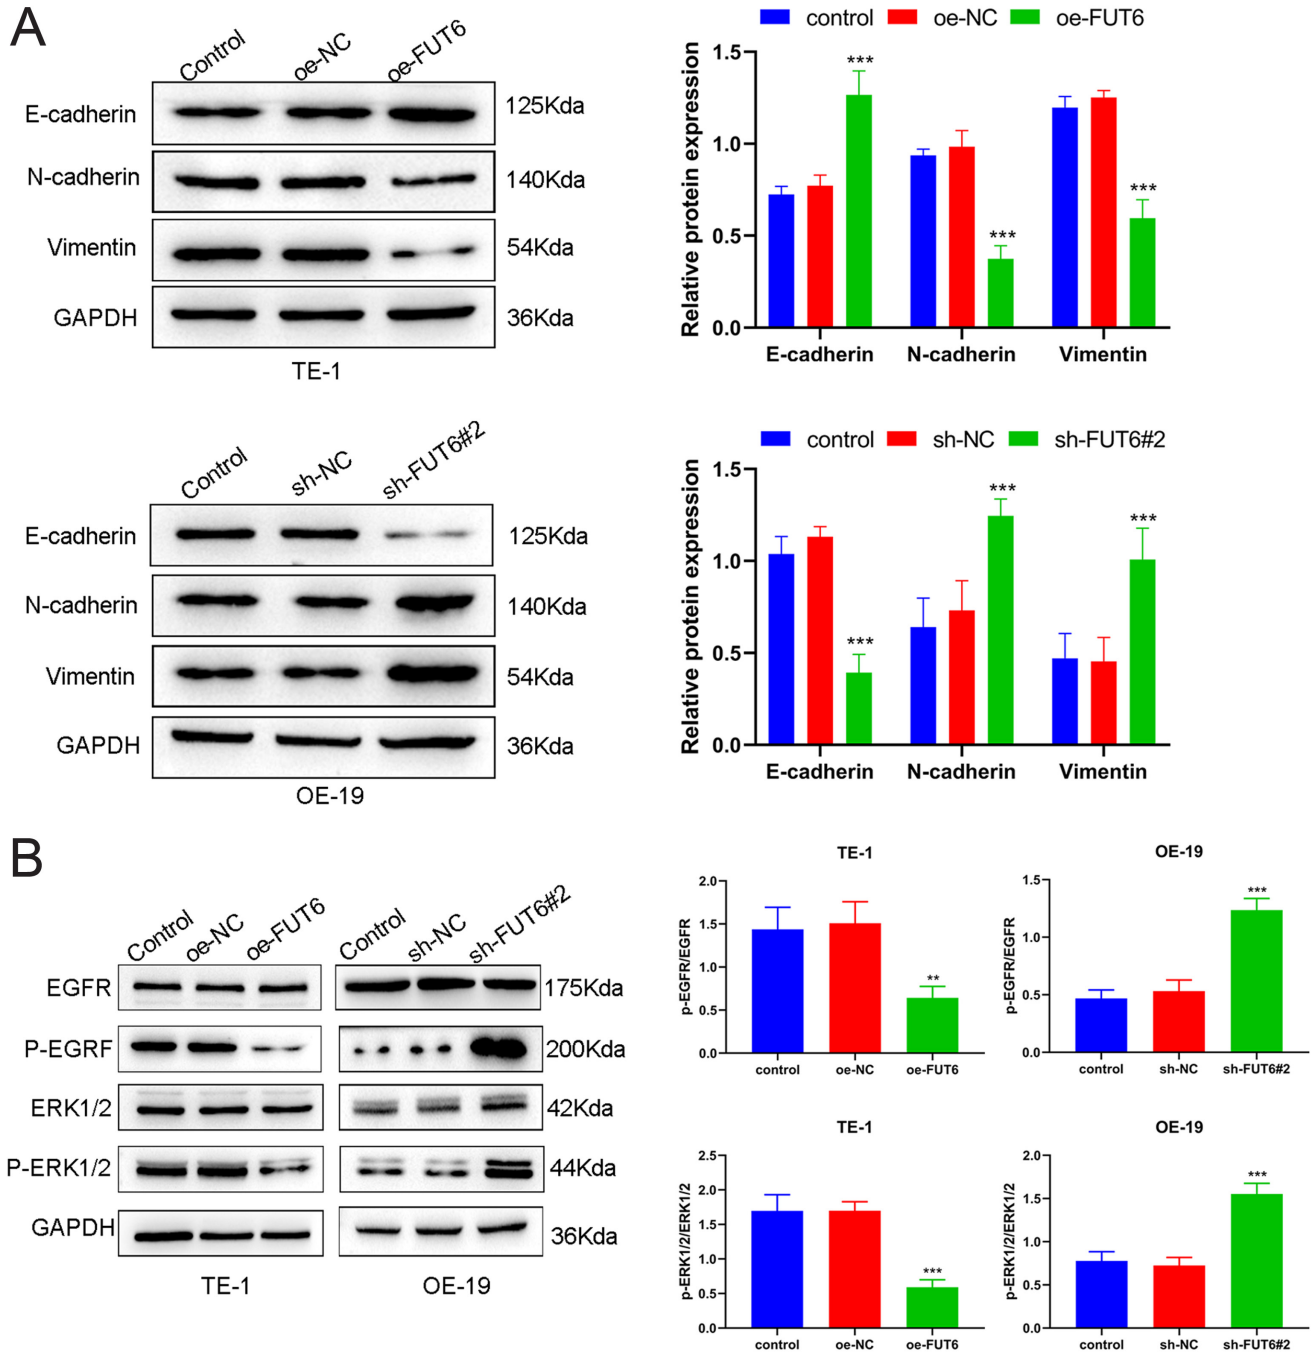 A
Control oe-NC oe-FUT6
E-cadherin 125Kda
N-cadherin 140Kda
Vimentin 54Kda
GAPDH 36Kda
TE-1
control oe-NC oe-FUT6
Relative protein expression
1.5
1.0
0.5
0.0
*** *** ***
E-cadherin N-cadherin Vimentin
Control sh-NC sh-FUT6#2
E-cadherin 125Kda
N-cadherin 140Kda
Vimentin 54Kda
GAPDH 36Kda
OE-19
control sh-NC sh-FUT6#2
Relative protein expression
1.5
1.0
0.5
0.0
*** *** ***
E-cadherin N-cadherin Vimentin
B
Control oe-NC oe-FUT6 Control sh-NC sh-FUT6#2
EGFR 175Kda
P-EGRF 200Kda
ERK1/2 42Kda
P-ERK1/2 44Kda
GAPDH 36Kda
TE-1 OE-19
TE-1
p-EGFR/EGFR
2.0
1.5
1.0
0.5
0.0
**
control oe-NC oe-FUT6
OE-19
p-EGFR/EGFR
1.5
1.0
0.5
0.0
***
control sh-NC sh-FUT6#2
TE-1
p-ERK1/2/ERK1/2
2.5
2.0
1.5
1.0
0.5
0.0
***
control oe-NC oe-FUT6
OE-19
p-ERK1/2/ERK1/2
2.0
1.5
1.0
0.5
0.0
***
control sh-NC sh-FUT6#2